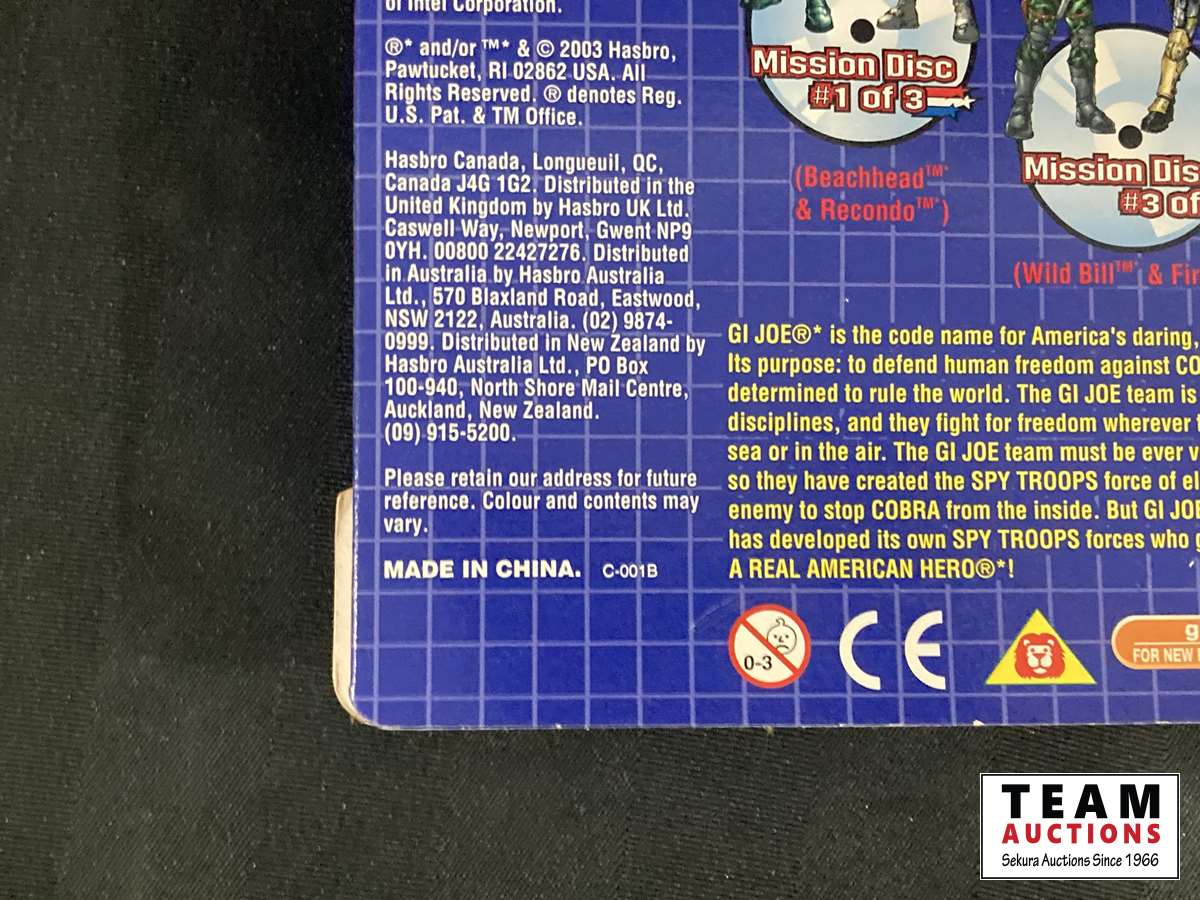 of Intel Corporation.
®* and/or ™* & © 2003 Hasbro,
Pawtucket, RI 02862 USA. All
Rights Reserved. ® denotes Reg.
U.S. Pat. & TM Office.
Hasbro Canada, Longueuil, QC,
Canada J4G 1G2. Distributed in the
United Kingdom by Hasbro UK Ltd.
Caswell Way, Newport, Gwent NP9
0YH. 00800 22427276. Distributed
in Australia by Hasbro Australia
Ltd., 570 Blaxland Road, Eastwood,
NSW 2122, Australia. (02) 9874-
0999. Distributed in New Zealand by
Hasbro Australia Ltd., PO Box
100-940, North Shore Mail Centre,
Auckland, New Zealand.
(09) 915-5200.
Please retain our address for future
reference. Colour and contents may
vary.
MADE IN CHINA. C-001B
Mission Disc
#1 of 3
(Beachhead™*
& Recondo™*)
Mission Disc
#3 of
(Wild Bill™* &
GI JOE®* is the code name for America's daring,
Its purpose: to defend human freedom against
determined to rule the world. The GI JOE team is
disciplines, and they fight for freedom wherever
sea or in the air. The GI JOE team must be ever
so they have created the SPY TROOPS force of
enemy to stop COBRA from the inside. But GI JOE
has developed its own SPY TROOPS forces who
A REAL AMERICAN HERO®*!
0-3
CE
FOR NEW
TEAM
AUCTIONS
Sekura Auctions Since 1966